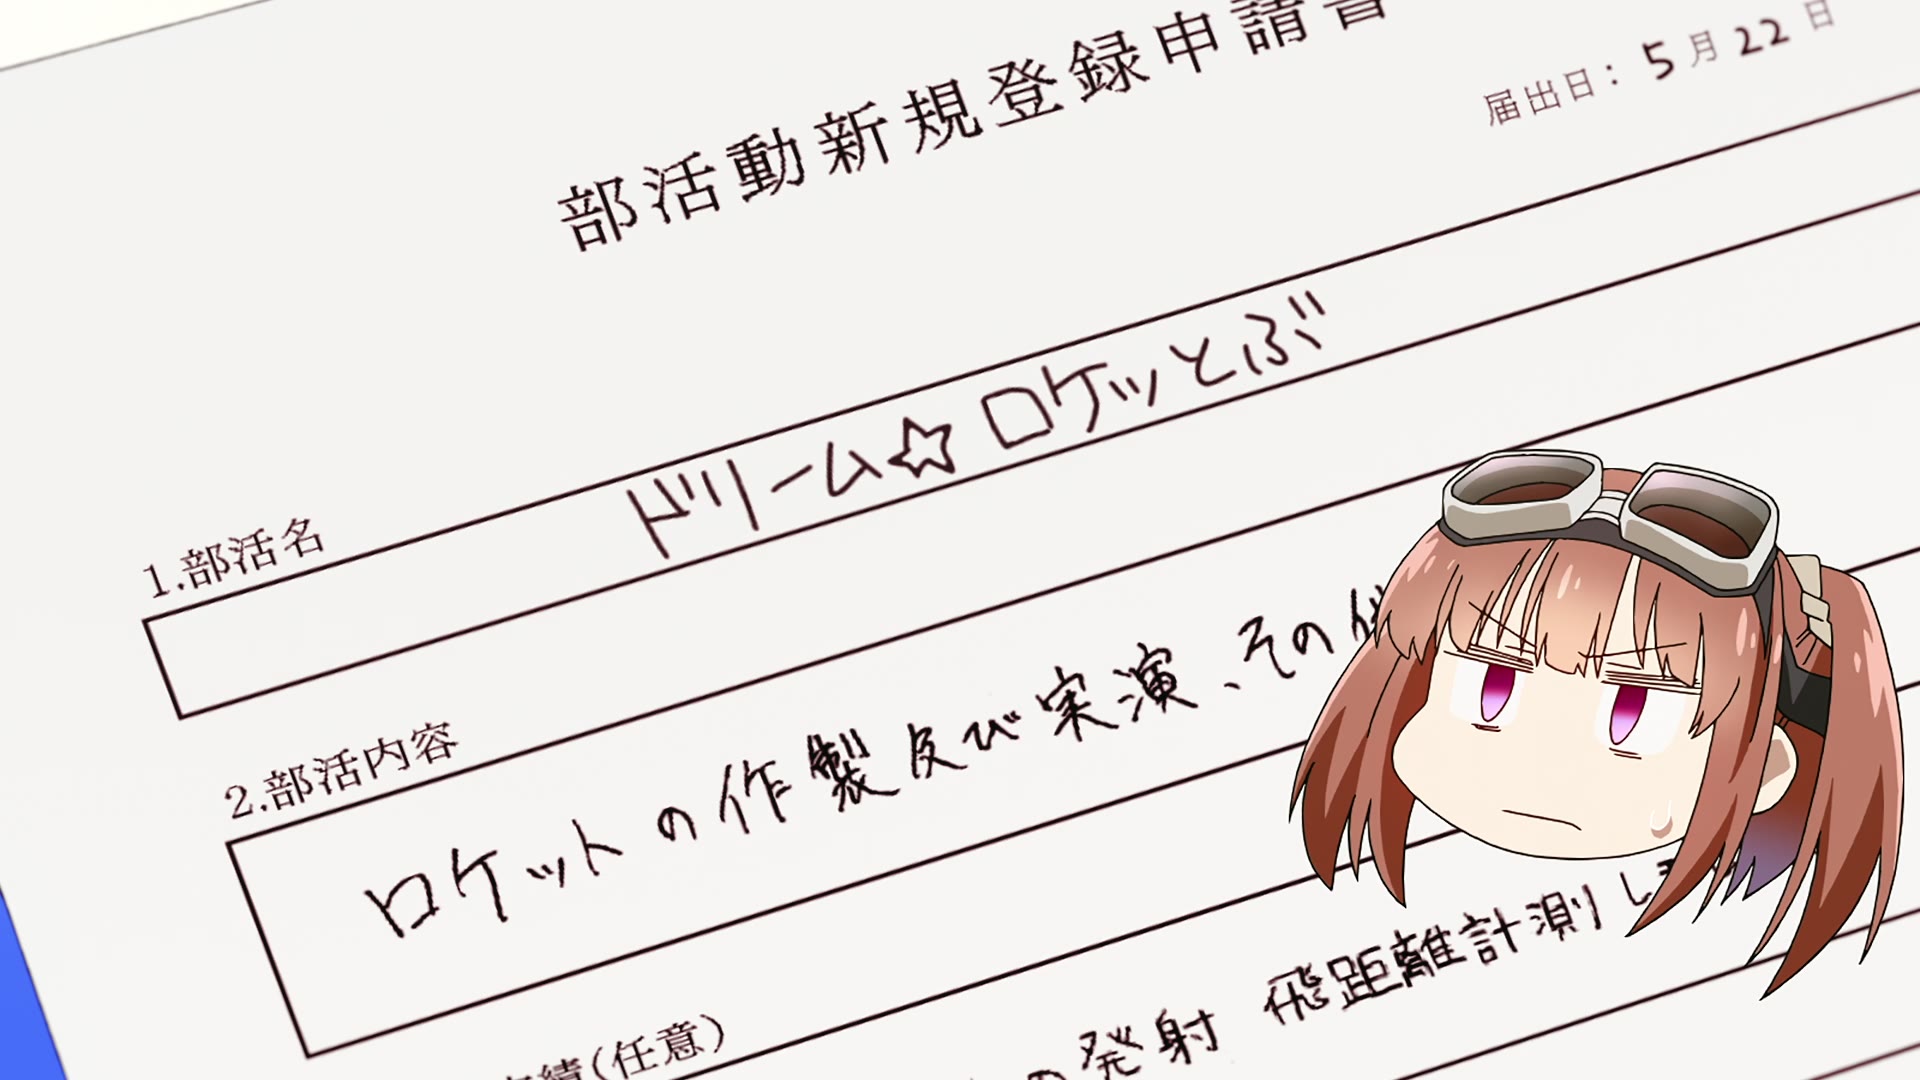 部活動新規登録申請書
届出日: 5月22日
1.部活名
ドリーム☆ロケッとぶ
2.部活内容
ロケットの作製及び実演、その
績(任意)
の発射 飛距離計測し